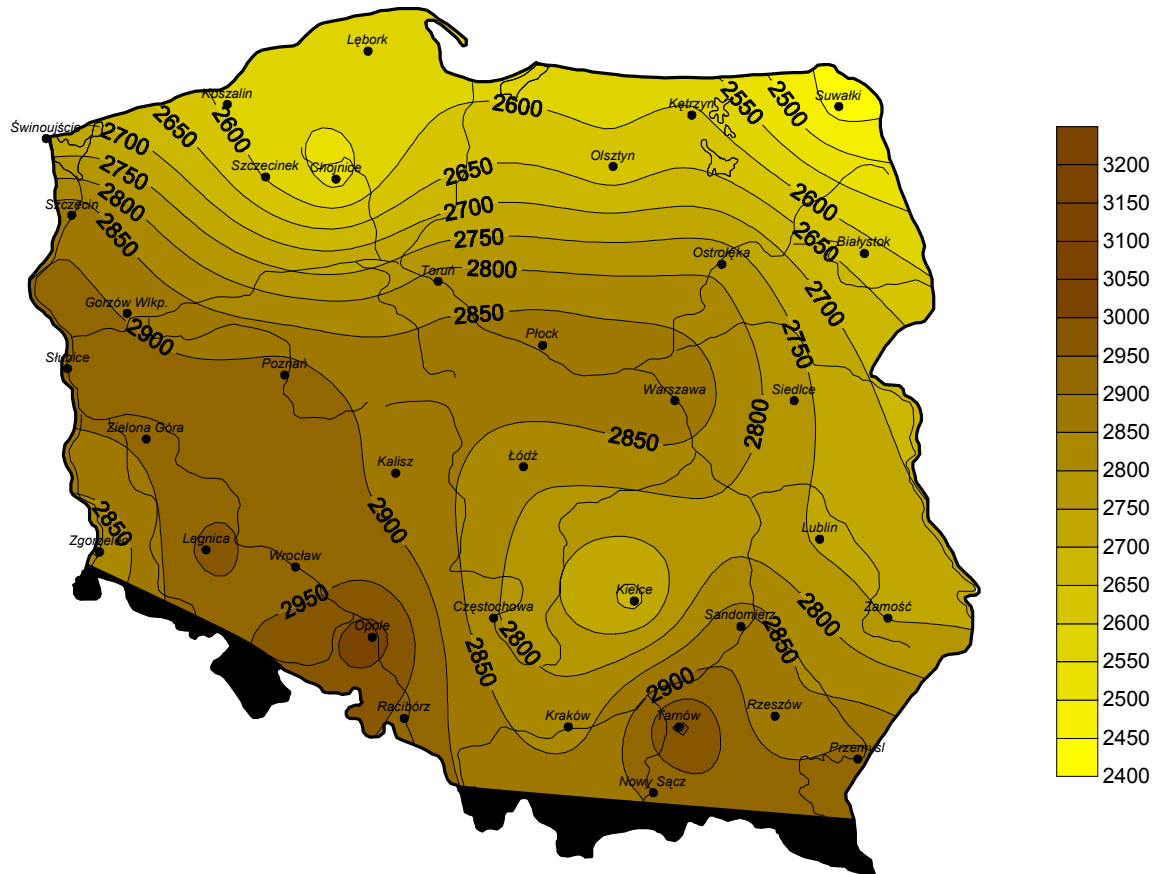 Lębork
Koszalin
2650
2600
2600
2550
2500
Suwałki
Kętrzyn
Świnoujście
2700
2750
2800
2850
Szczecinek
Chojnice
2650
Olsztyn
2600
2650
Szczecin
2700
2750
Białystok
Ostrołęka
2800
Toruń
2700
Gorzów Wlkp.
2850
2900
Płock
2750
Słubice
Poznań
Warszawa
Siedlce
2800
2850
Zielona Góra
Łódź
Kalisz
2900
2850
Lublin
Zgorzelec
Legnica
Wrocław
2950
Kielce
Częstochowa
2800
Sandomierz
2800
Zamość
Opole
2850
2850
2900
Racibórz
Kraków
Tarnów
Rzeszów
Przemyśl
Nowy Sącz
3200
3150
3100
3050
3000
2950
2900
2850
2800
2750
2700
2650
2600
2550
2500
2450
2400